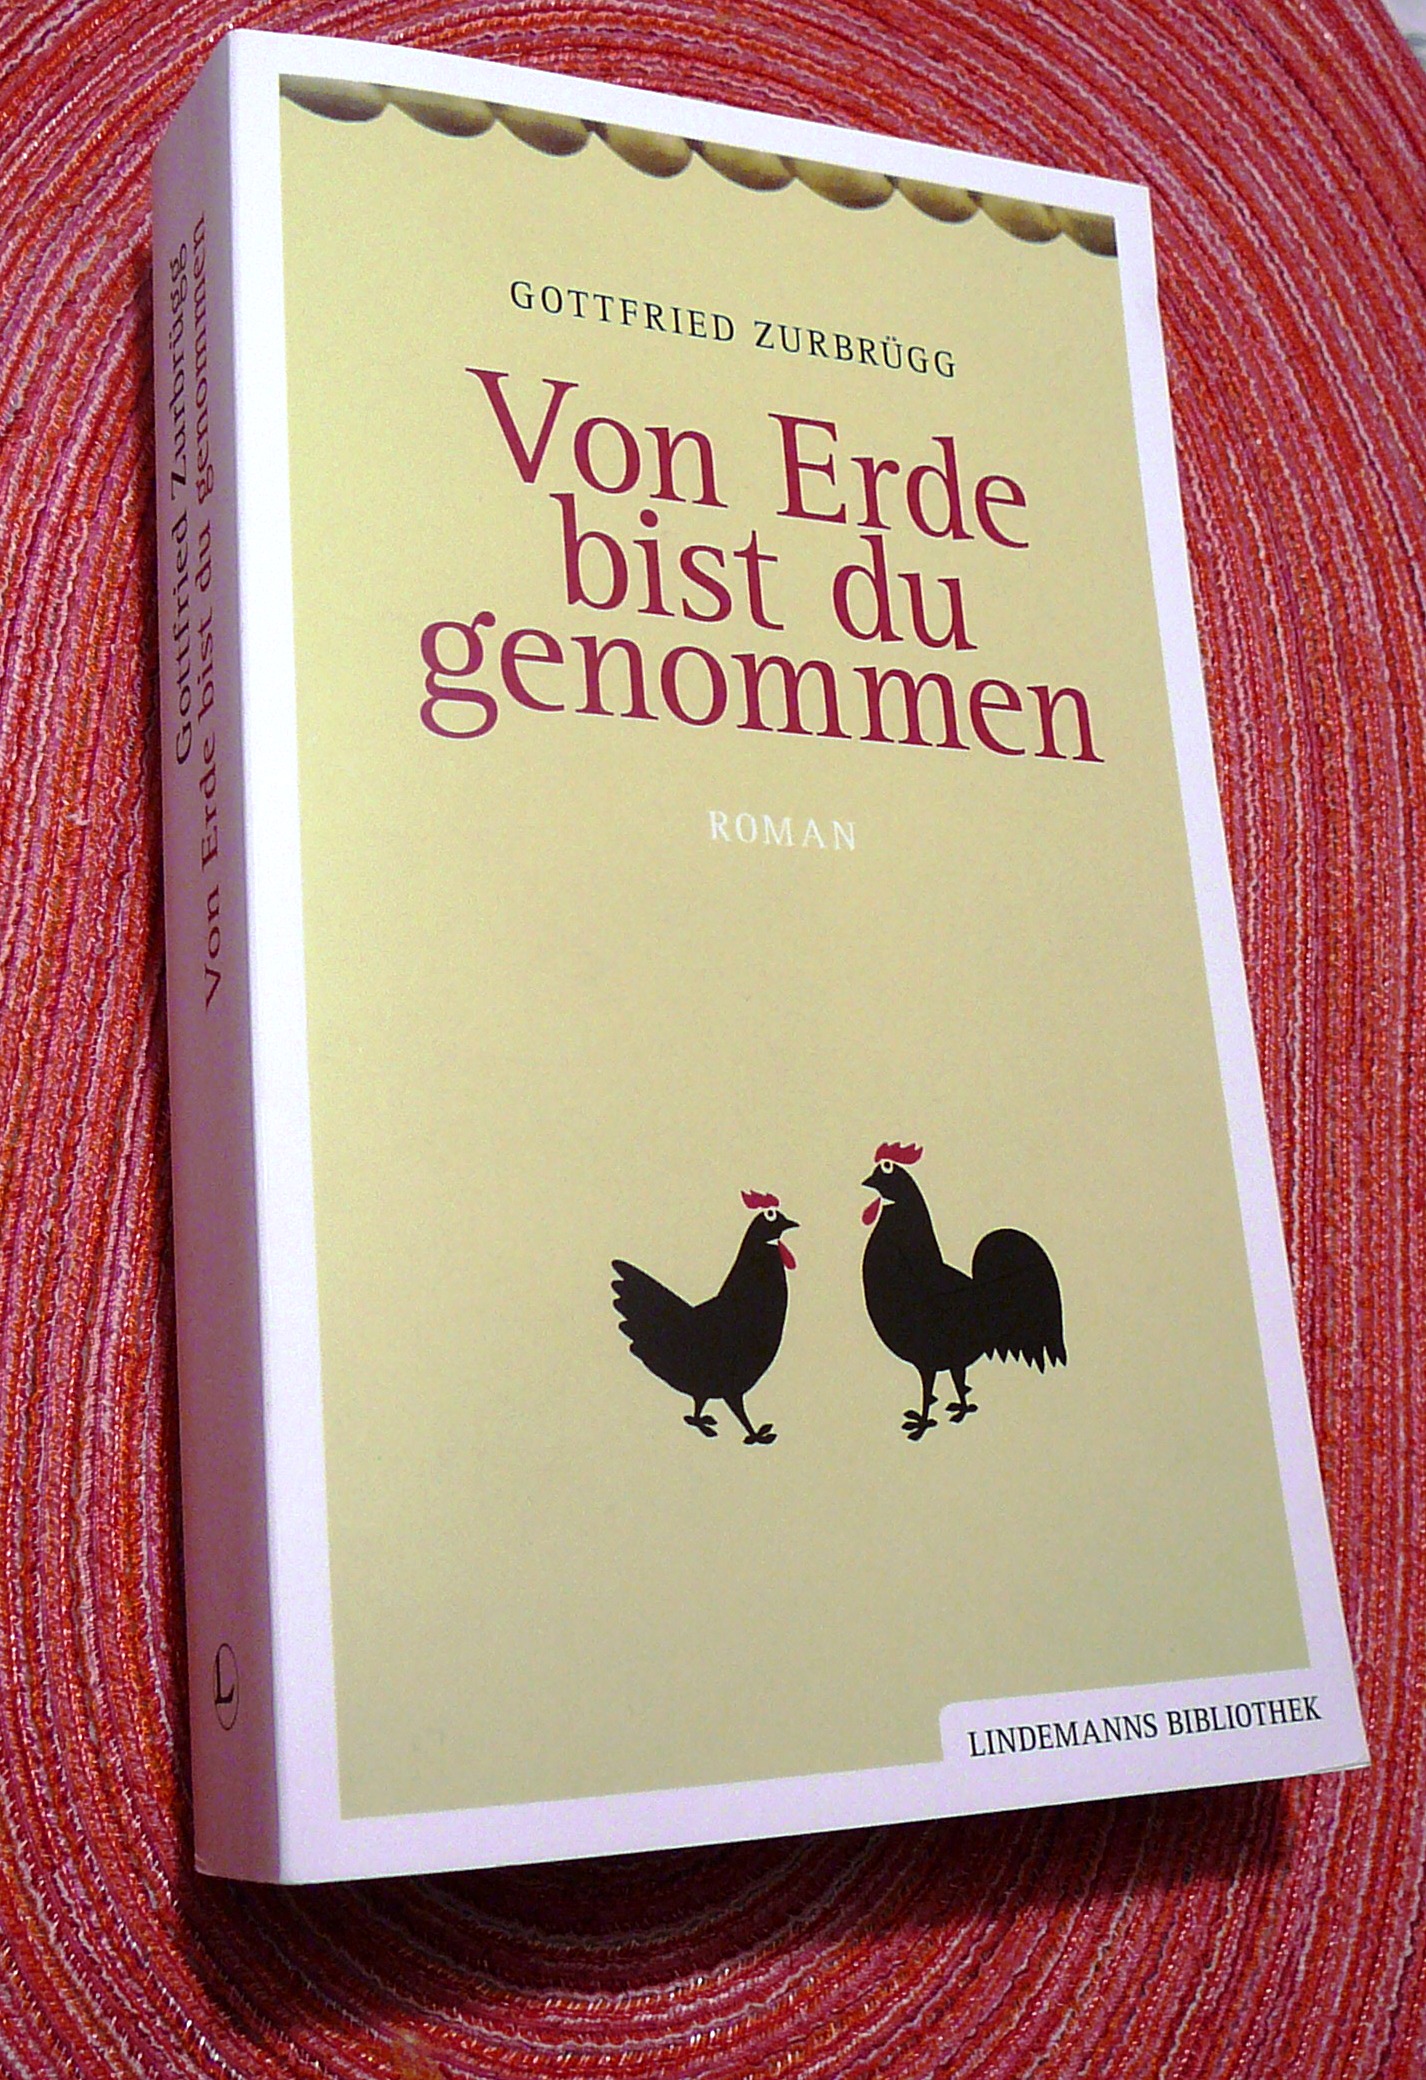 GOTTFRIED ZURBRÜGG
Von Erde
bist du
genommen
ROMAN
LINDEMANNS BIBLIOTHEK
Gottfried Zurbrügg
Von Erde bist du genommen
L